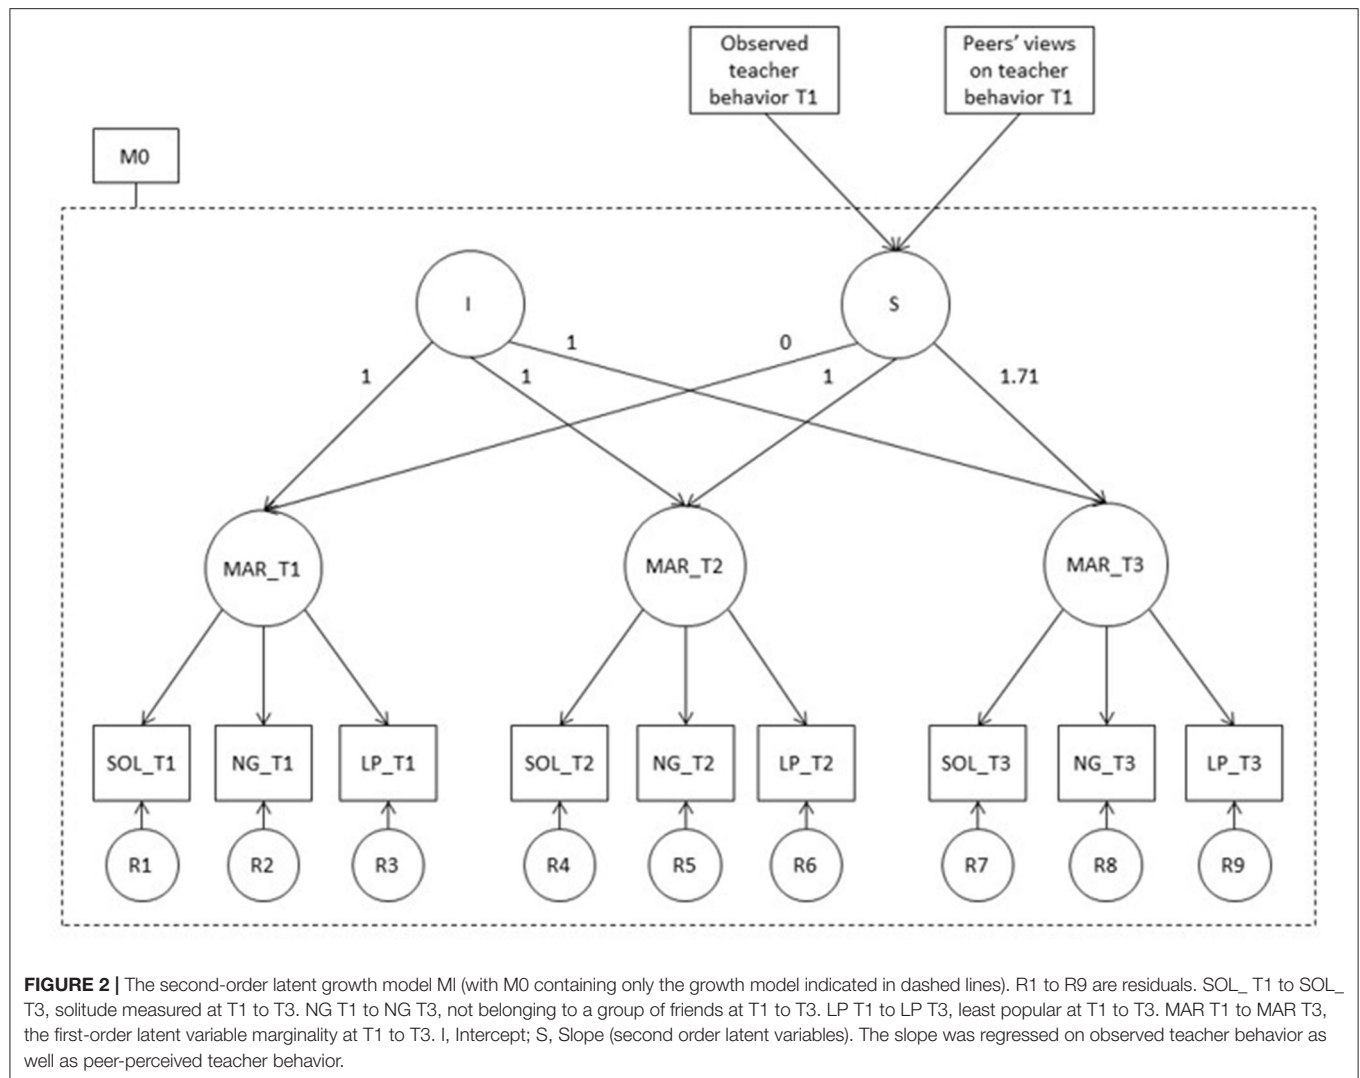 Observed
teacher
behavior T1
Peers' views
on teacher
behavior T1
M0
I
S
1
0
1
1
1
1.71
MAR_T1
MAR_T2
MAR_T3
SOL_T1
NG_T1
LP_T1
SOL_T2
NG_T2
LP_T2
SOL_T3
NG_T3
LP_T3
R1
R2
R3
R4
R5
R6
R7
R8
R9
FIGURE 2 | The second-order latent growth model MI (with M0 containing only the growth model indicated in dashed lines). R1 to R9 are residuals. SOL_ T1 to SOL_
T3, solitude measured at T1 to T3. NG T1 to NG T3, not belonging to a group of friends at T1 to T3. LP T1 to LP T3, least popular at T1 to T3. MAR T1 to MAR T3,
the first-order latent variable marginality at T1 to T3. I, Intercept; S, Slope (second order latent variables). The slope was regressed on observed teacher behavior as
well as peer-perceived teacher behavior.